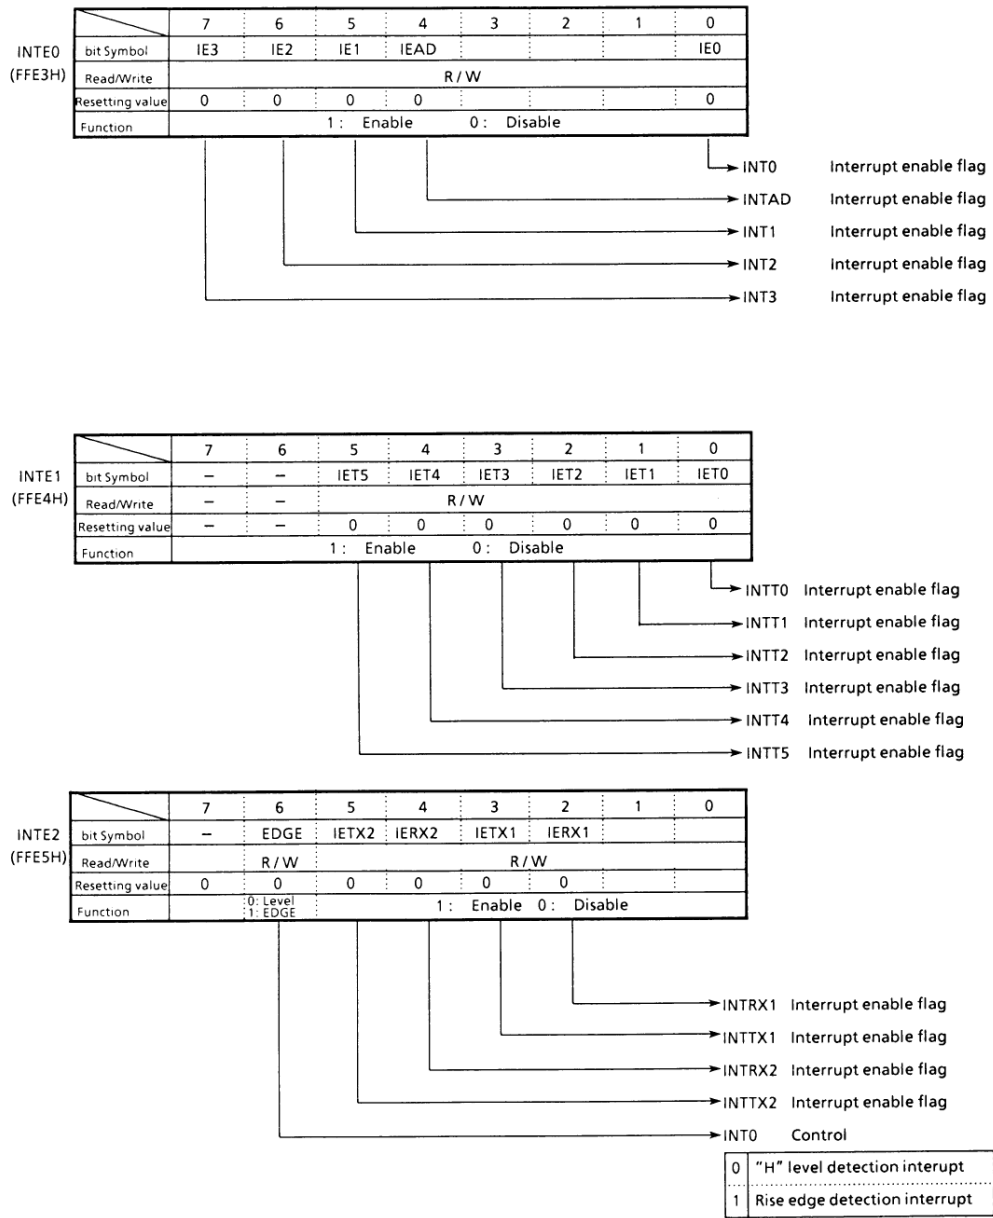 7 6 5 4 3 2 1 0
INTE0 bit Symbol IE3 IE2 IE1 IEAD IE0
(FFE3H) Read/Write R/W
Resetting value 0 0 0 0 0
Function 1: Enable 0: Disable
INT0 Interrupt enable flag
INTAD Interrupt enable flag
INT1 Interrupt enable flag
INT2 Interrupt enable flag
INT3 Interrupt enable flag
7 6 5 4 3 2 1 0
INTE1 bit Symbol – – IET5 IET4 IET3 IET2 IET1 IET0
(FFE4H) Read/Write – – R/W
Resetting value – – 0 0 0 0 0 0
Function 1: Enable 0: Disable
INTT0 Interrupt enable flag
INTT1 Interrupt enable flag
INTT2 Interrupt enable flag
INTT3 Interrupt enable flag
INTT4 Interrupt enable flag
INTT5 Interrupt enable flag
7 6 5 4 3 2 1 0
INTE2 bit Symbol – EDGE IETX2 IERX2 IETX1 IERX1
(FFE5H) Read/Write R/W R/W
Resetting value 0 0 0 0 0 0
Function 0: Level 1: Enable 0: Disable
1: EDGE
INTRX1 Interrupt enable flag
INTTX1 Interrupt enable flag
INTRX2 Interrupt enable flag
INTTX2 Interrupt enable flag
INT0 Control
0 "H" level detection interupt
1 Rise edge detection interrupt